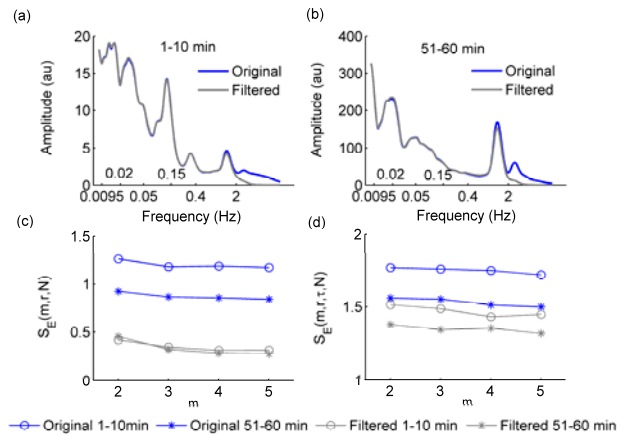 (a)
1-10 min
Original
Filtered
Amplitude (au)
20
15
10
5
0
0.0095
0.02
0.05
0.15
0.4
2
Frequency (Hz)
(b)
51-60 min
Original
Filtered
Amplitude (au)
400
300
200
100
0
0.0095
0.02
0.05
0.15
0.4
2
Frequency (Hz)
(c)
S_E(m,r,N)
1.5
1
0.5
0
2 3 4 5
m
(d)
S_E(m,r,τ,N)
2
1.5
1
2 3 4 5
m
Original 1-10min Original 51-60 min Filtered 1-10 min Filtered 51-60 min